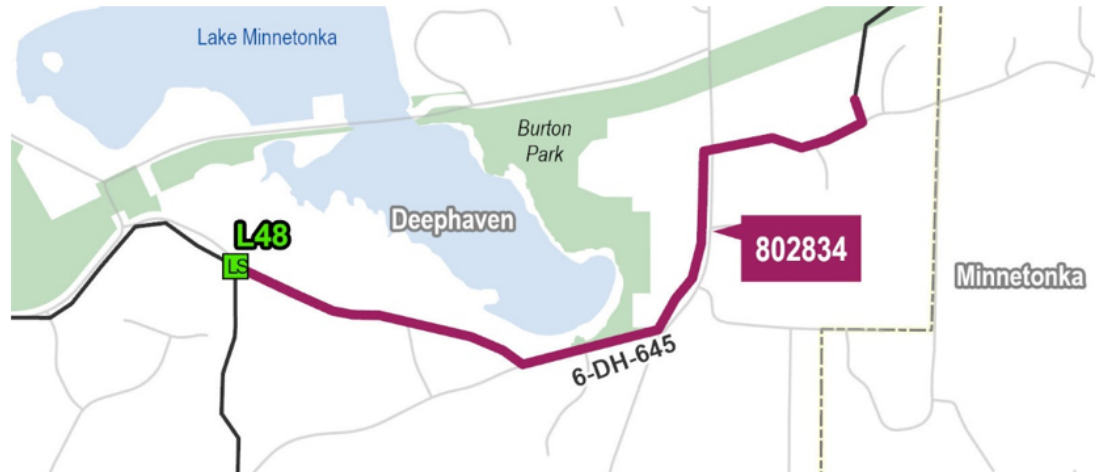 Lake Minnetonka
Burton
Park
Deephaven
L48
LS
802834
Minnetonka
6-DH-645